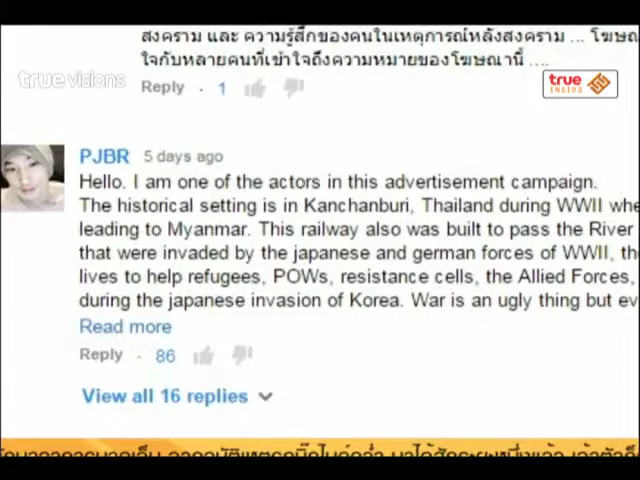 สงคราม และ ความรู้สึกของคนในเหตุการณ์หลังสงคราม ... โฆษณ
ใจกับหลายคนที่เข้าใจถึงความหมายของโฆษณานี้ ....
true visions
Reply · 1
true
INSIDE
PJBR 5 days ago
Hello. I am one of the actors in this advertisement campaign.
The historical setting is in Kanchanburi, Thailand during WWII whe
leading to Myanmar. This railway also was built to pass the River
that were invaded by the japanese and german forces of WWII, the
lives to help refugees, POWs, resistance cells, the Allied Forces,
during the japanese invasion of Korea. War is an ugly thing but eve
Read more
Reply · 86
View all 16 replies